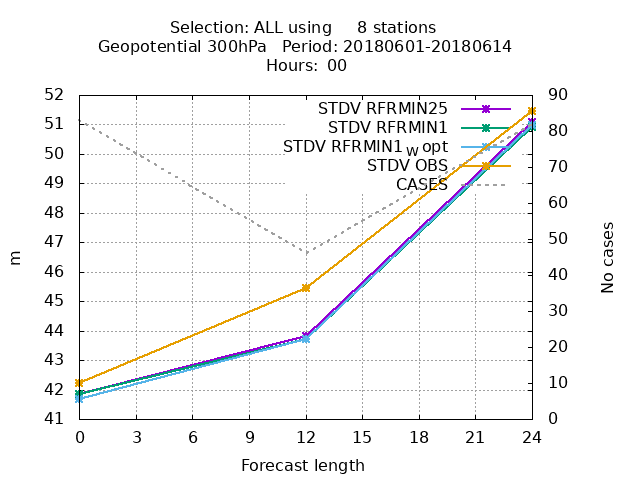 Selection: ALL using 8 stations
Geopotential 300hPa Period: 20180601-20180614
Hours: 00
STDV RFRMIN25
STDV RFRMIN1
STDV RFRMIN1 w opt
STDV OBS
CASES
52
51
50
49
48
47
46
45
44
43
42
41
m
90
80
70
60
50
40
30
20
10
0
No cases
0 3 6 9 12 15 18 21 24
Forecast length